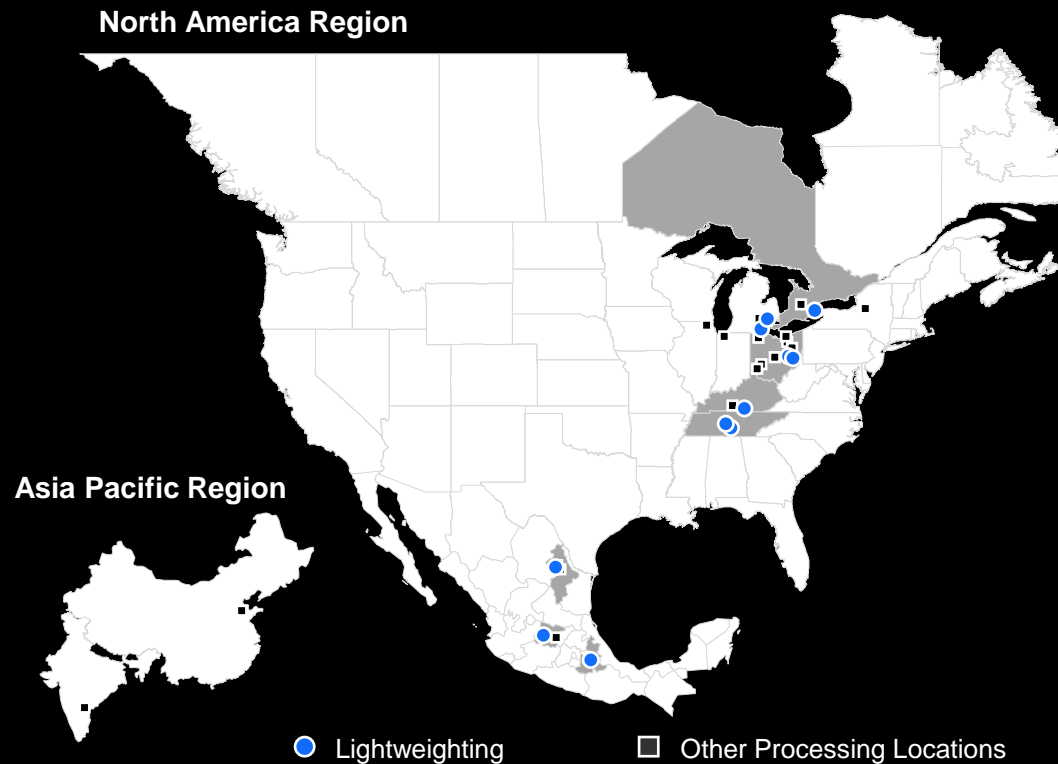 North America Region
Asia Pacific Region
Lightweighting
Other Processing Locations